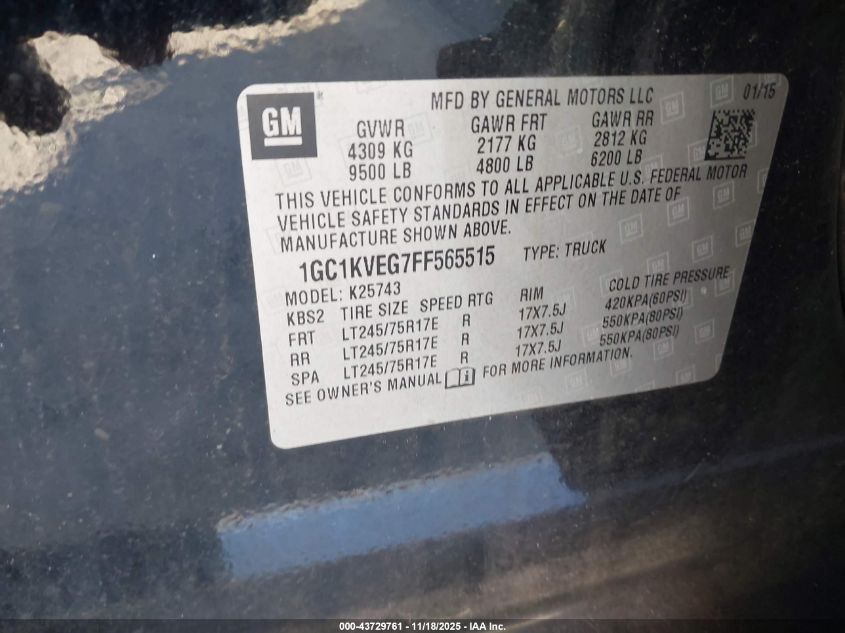 GM
MFD BY GENERAL MOTORS LLC
01/15
GVWR GAWR FRT GAWR RR
4309 KG 2177 KG 2812 KG
9500 LB 4800 LB 6200 LB
THIS VEHICLE CONFORMS TO ALL APPLICABLE U.S. FEDERAL MOTOR
VEHICLE SAFETY STANDARDS IN EFFECT ON THE DATE OF
MANUFACTURE SHOWN ABOVE.
1GC1KVEG7FF565515 TYPE: TRUCK
MODEL: K25743
KBS2 TIRE SIZE SPEED RTG RIM COLD TIRE PRESSURE
FRT LT245/75R17E R 17X7.5J 420KPA(60PSI)
RR LT245/75R17E R 17X7.5J 550KPA(80PSI)
SPA LT245/75R17E R 17X7.5J 550KPA(80PSI)
SEE OWNER'S MANUAL FOR MORE INFORMATION.
000-43729761 - 11/18/2025 - IAA Inc.